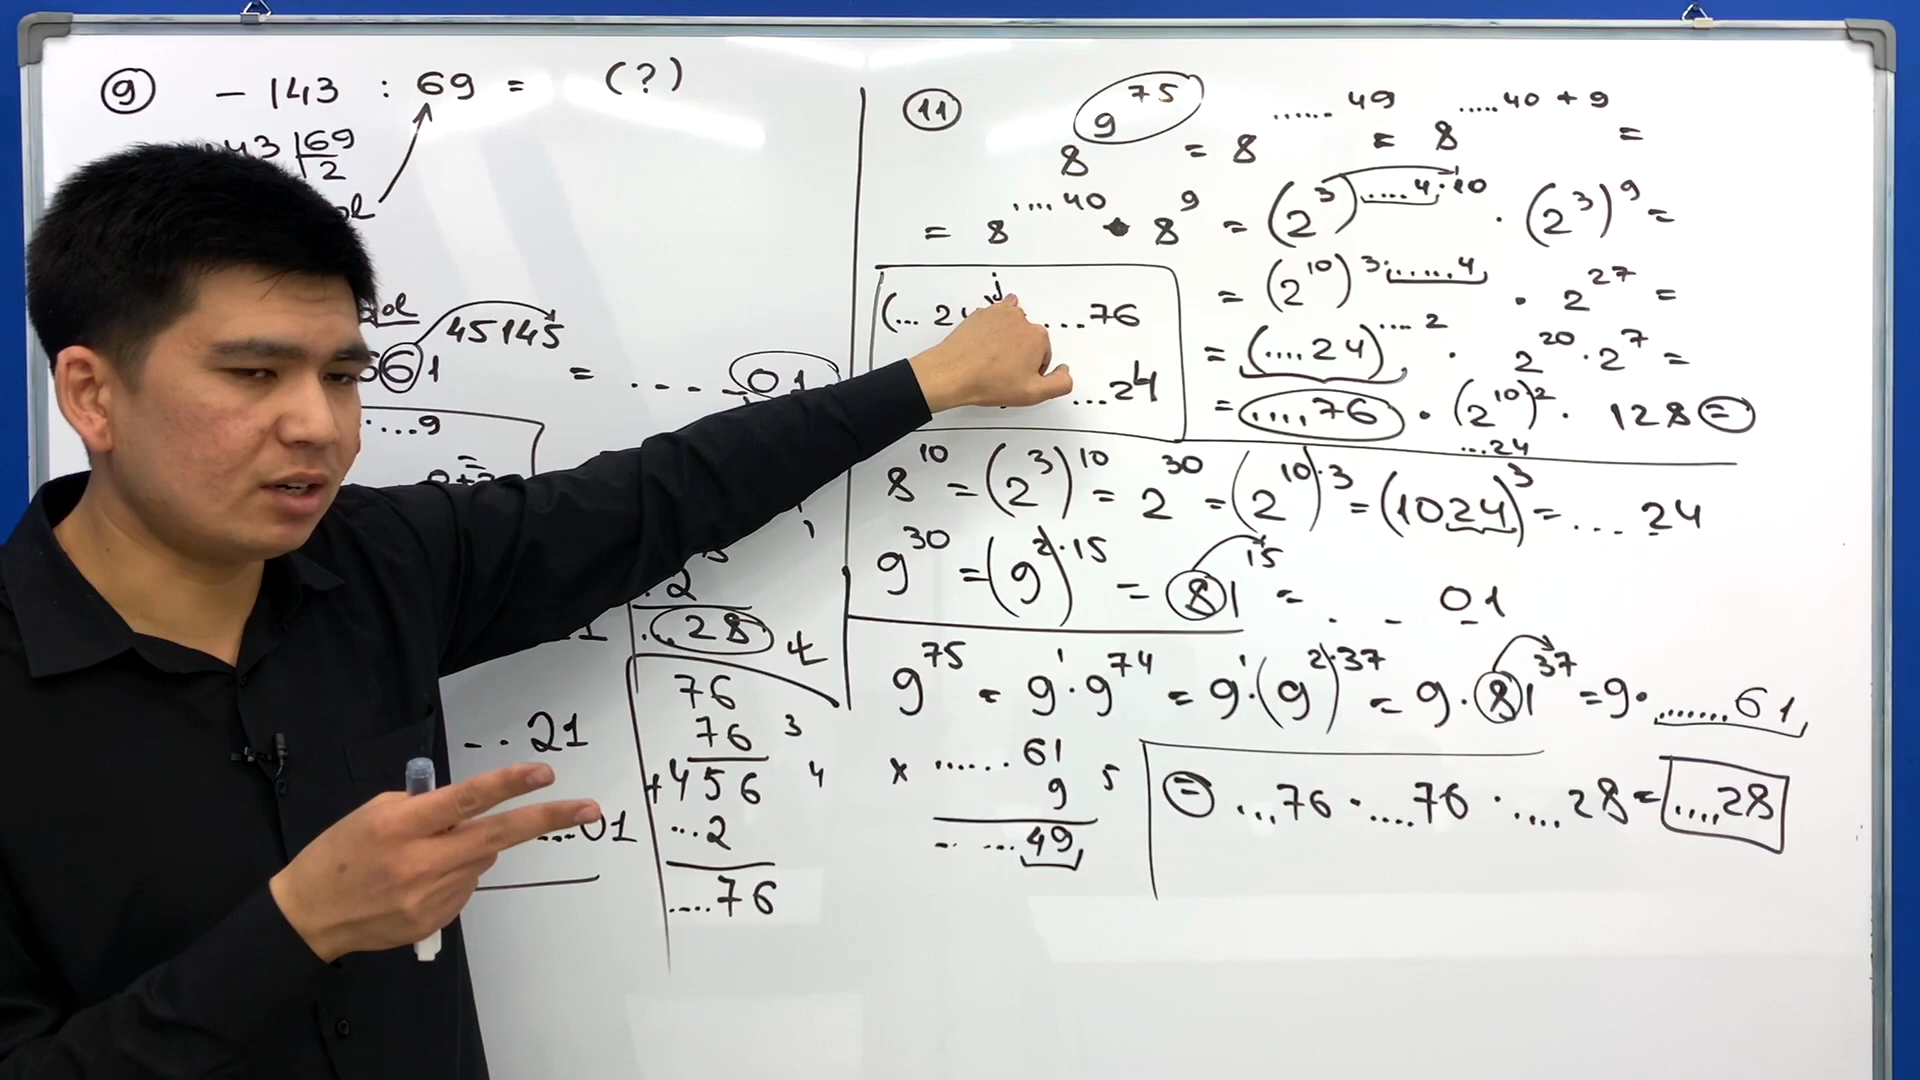 9 - 143 : 69 = (?)
43 |69
2
45145
661 = ....01
.....9
2
...28
76
76 3
+456 4
...2
....76
...21
....01
11 8^9^75 = 8^......49 = 8^.....40 + 9 =
= 8^....40 • 8^9 = (2^3)^.....4·10 · (2^3)^9 =
= (2^10)^3·......4 · 2^27 =
(...24)^j ...76
...24
= (....24)^....2 · 2^20 · 2^7 =
= ....76 · (2^10)^2 · 128 =
...24
8^10 = (2^3)^10 = 2^30 = (2^10)^·3 = (1024)^3 = ... 24
9^30 = (9^2)^·15 = 81^15 = ... 01
9^75 = 9^1 · 9^74 = 9^1 · (9^2)^·37 = 9 · 81^37 = 9 · .......61
x ......61
9 5
......49
= ...76 · ....76 · ....28 = ....28